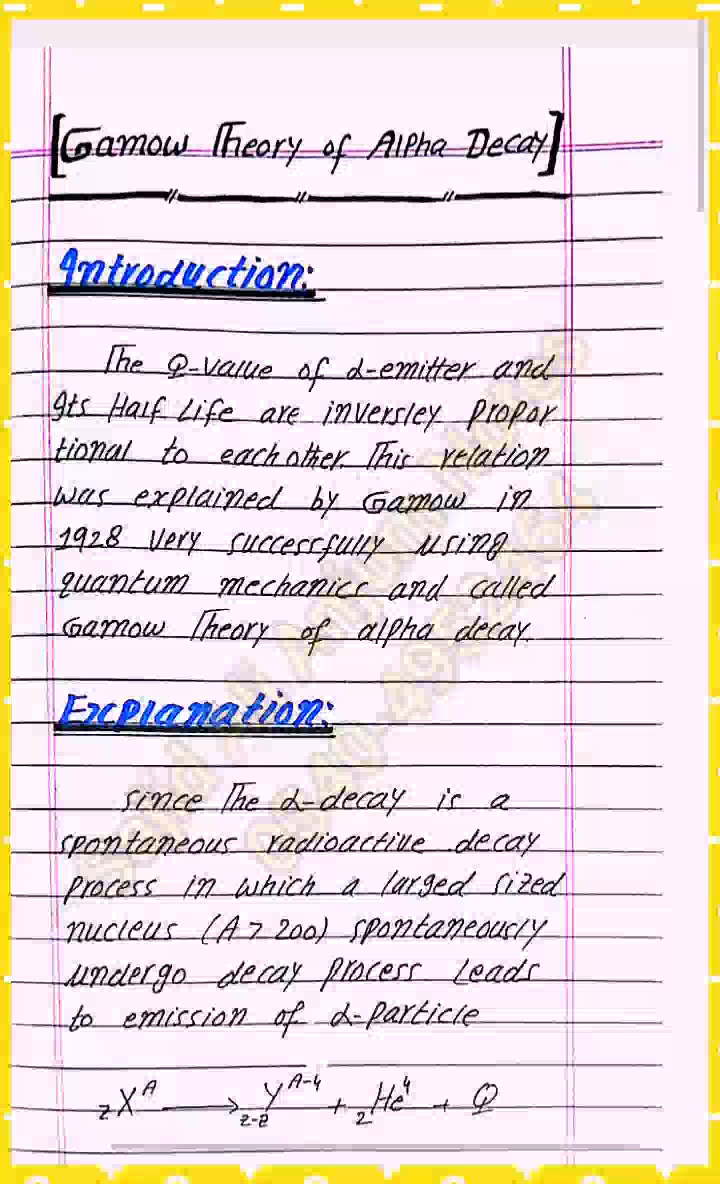 [Gamow Theory of Alpha Decay]
Introduction:
The Q-value of α-emitter and
Its Half Life are inversley Propor
tional to each other. This relation
was explained by Gamow in
1928 very successfully using
quantum mechanics and called
Gamow Theory of alpha decay.
Explanation:
since The α-decay is a
spontaneous radioactive decay
Process in which a larged sized
nucleus (A > 200) spontaneously
undergo decay Process Leads
to emission of α-Particle
zX^A ⟶ z-2Y^A-4 + 2He^4 + Q